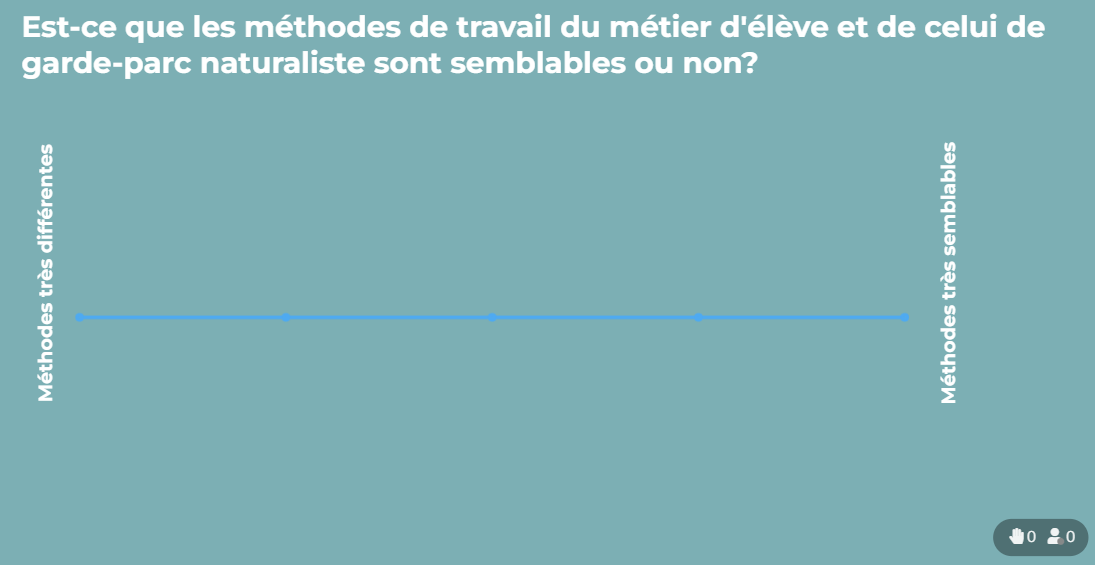 Est-ce que les méthodes de travail du métier d'élève et de celui de
garde-parc naturaliste sont semblables ou non?
Méthodes très différentes
Méthodes très semblables
0 0